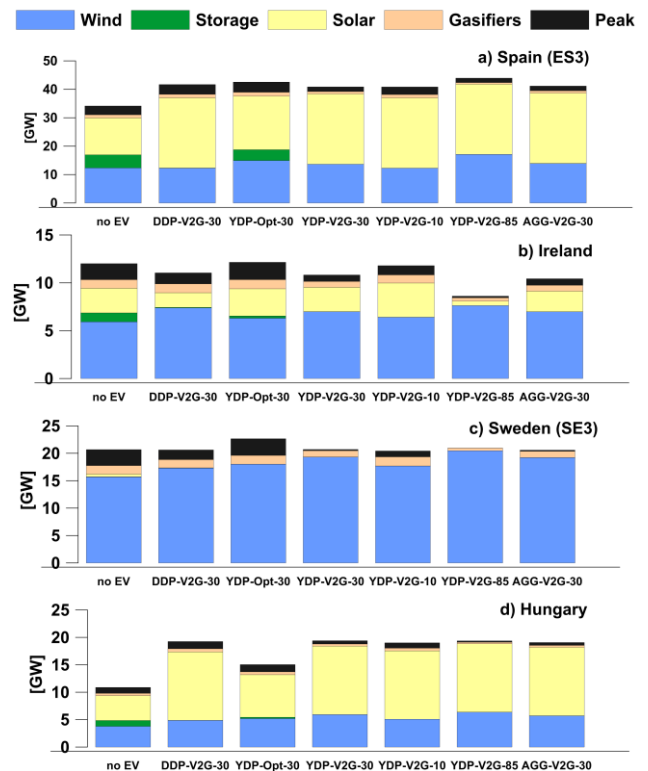 Wind Storage Solar Gasifiers Peak
a) Spain (ES3)
[GW]
50
40
30
20
10
0
no EV DDP-V2G-30 YDP-Opt-30 YDP-V2G-30 YDP-V2G-10 YDP-V2G-85 AGG-V2G-30
b) Ireland
[GW]
15
10
5
0
no EV DDP-V2G-30 YDP-Opt-30 YDP-V2G-30 YDP-V2G-10 YDP-V2G-85 AGG-V2G-30
c) Sweden (SE3)
[GW]
25
20
15
10
5
0
no EV DDP-V2G-30 YDP-Opt-30 YDP-V2G-30 YDP-V2G-10 YDP-V2G-85 AGG-V2G-30
d) Hungary
[GW]
25
20
15
10
5
0
no EV DDP-V2G-30 YDP-Opt-30 YDP-V2G-30 YDP-V2G-10 YDP-V2G-85 AGG-V2G-30